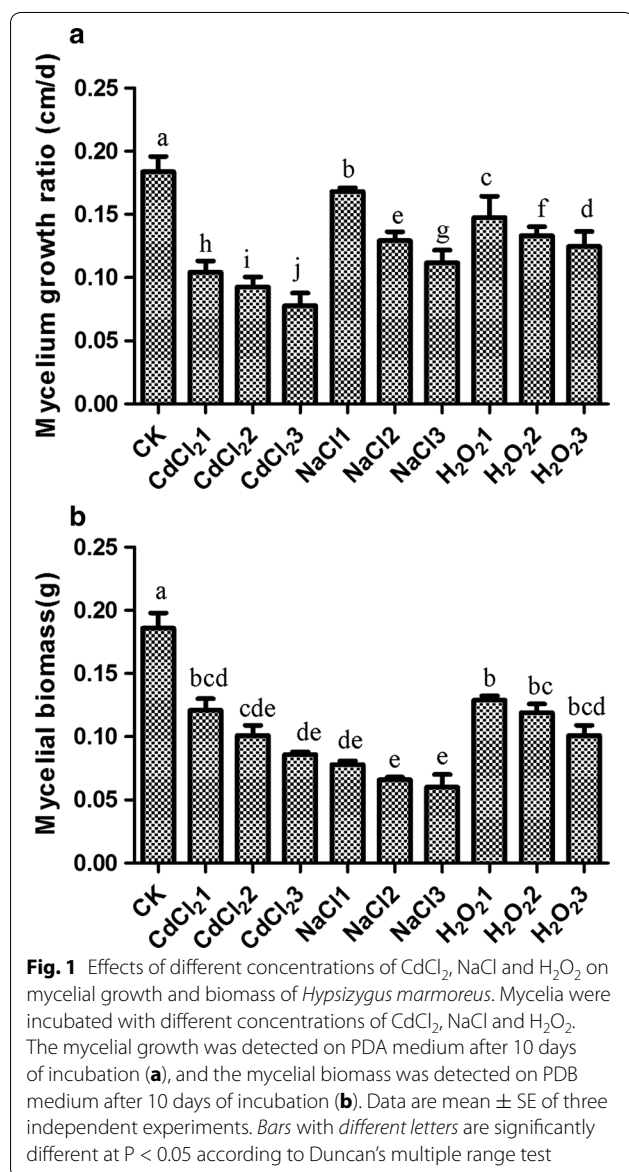 a
Mycelium growth ratio (cm/d)
0.25
0.20
0.15
0.10
0.05
0.00
a
h
i
j
b
e
g
c
f
d
CK
CdCl₂1
CdCl₂2
CdCl₂3
NaCl1
NaCl2
NaCl3
H₂O₂1
H₂O₂2
H₂O₂3
b
Mycelial biomass(g)
0.25
0.20
0.15
0.10
0.05
0.00
a
bcd
cde
de
de
e
e
b
bc
bcd
CK
CdCl₂1
CdCl₂2
CdCl₂3
NaCl1
NaCl2
NaCl3
H₂O₂1
H₂O₂2
H₂O₂3
Fig. 1 Effects of different concentrations of CdCl₂, NaCl and H₂O₂ on
mycelial growth and biomass of Hypsizygus marmoreus. Mycelia were
incubated with different concentrations of CdCl₂, NaCl and H₂O₂.
The mycelial growth was detected on PDA medium after 10 days
of incubation (a), and the mycelial biomass was detected on PDB
medium after 10 days of incubation (b). Data are mean ± SE of three
independent experiments. Bars with different letters are significantly
different at P < 0.05 according to Duncan's multiple range test